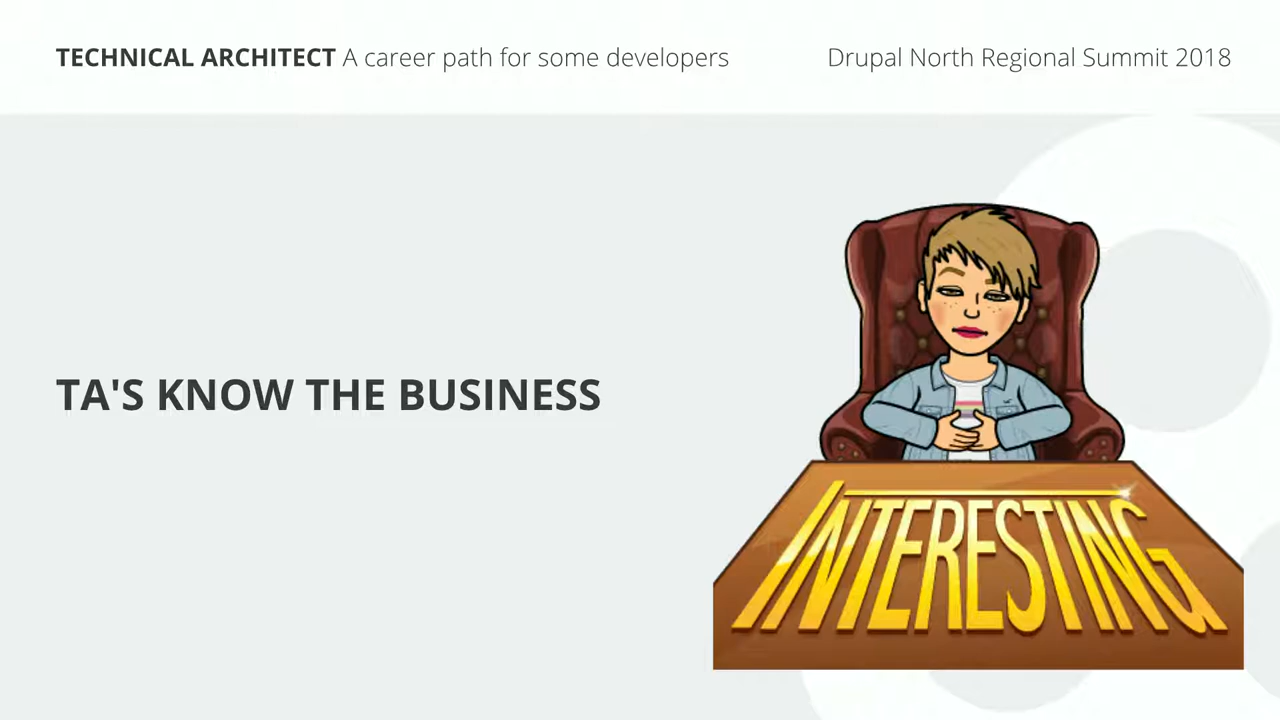 TECHNICAL ARCHITECT A career path for some developers
Drupal North Regional Summit 2018
TA'S KNOW THE BUSINESS
INTERESTING